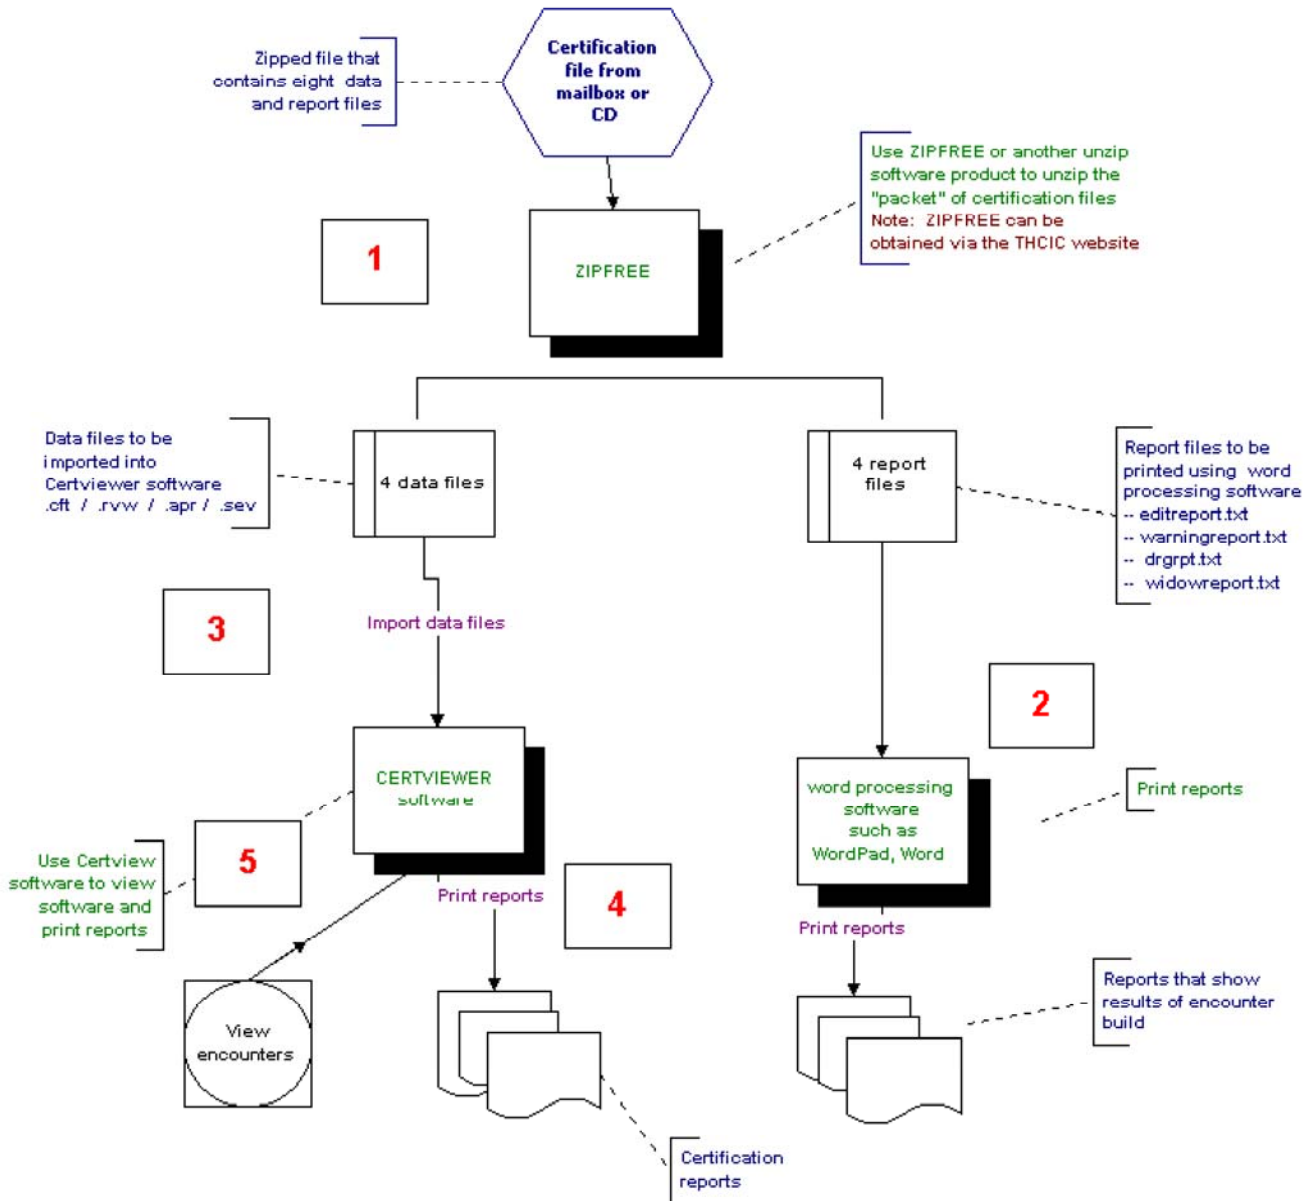 Zipped file that
contains eight data
and report files
Certification
file from
mailbox or
CD
Use ZIPFREE or another unzip
software product to unzip the
"packet" of certification files
Note: ZIPFREE can be
obtained via the THCIC website
1
ZIPFREE
Data files to be
imported into
Certviewer software
.cft / .rvw / .apr / .sev
4 data files
4 report
files
Report files to be
printed using word
processing software
-- editreport.txt
-- warningreport.txt
-- drgrpt.txt
-- widowreport.txt
3
Import data files
2
CERTVIEWER
software
word processing
software
such as
WordPad, Word
Print reports
5
Use Certview
software to view
software and
print reports
Print reports
4
Print reports
View
encounters
Reports that show
results of encounter
build
Certification
reports